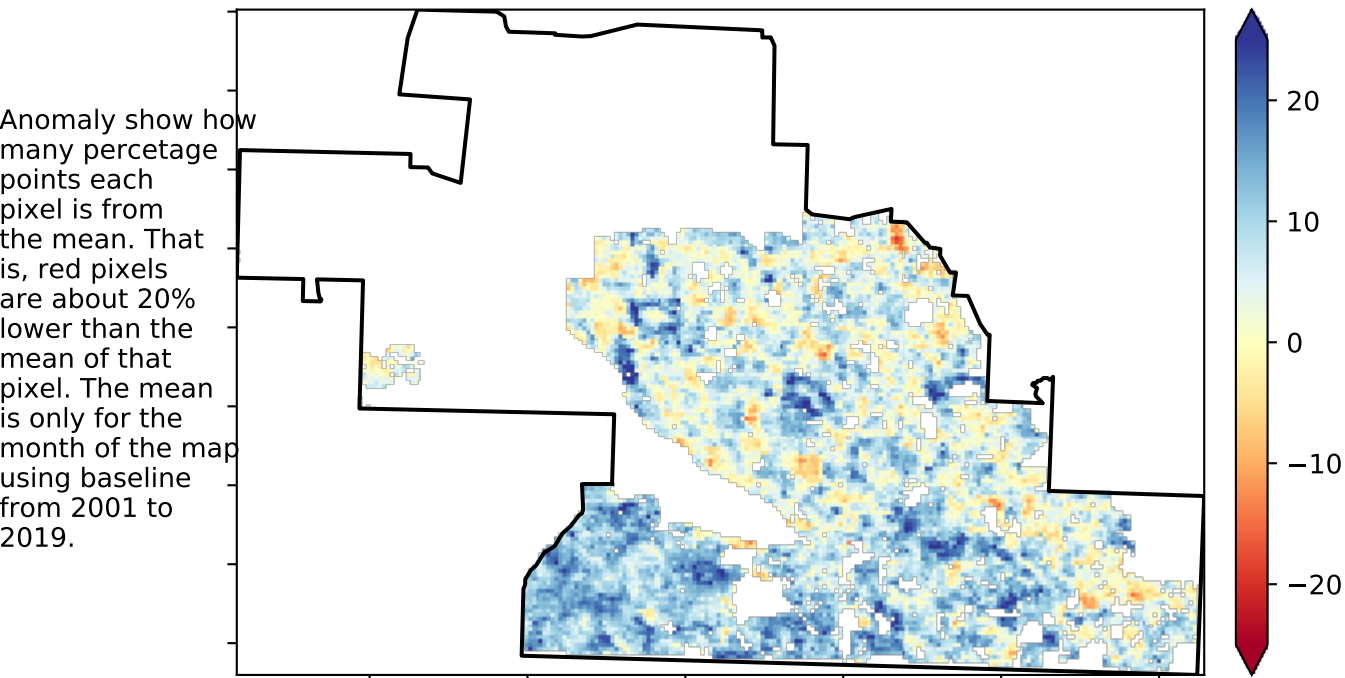 Anomaly show how
many percetage
points each
pixel is from
the mean. That
is, red pixels
are about 20%
lower than the
mean of that
pixel. The mean
is only for the
month of the map
using baseline
from 2001 to
2019.
20
10
0
−10
−20